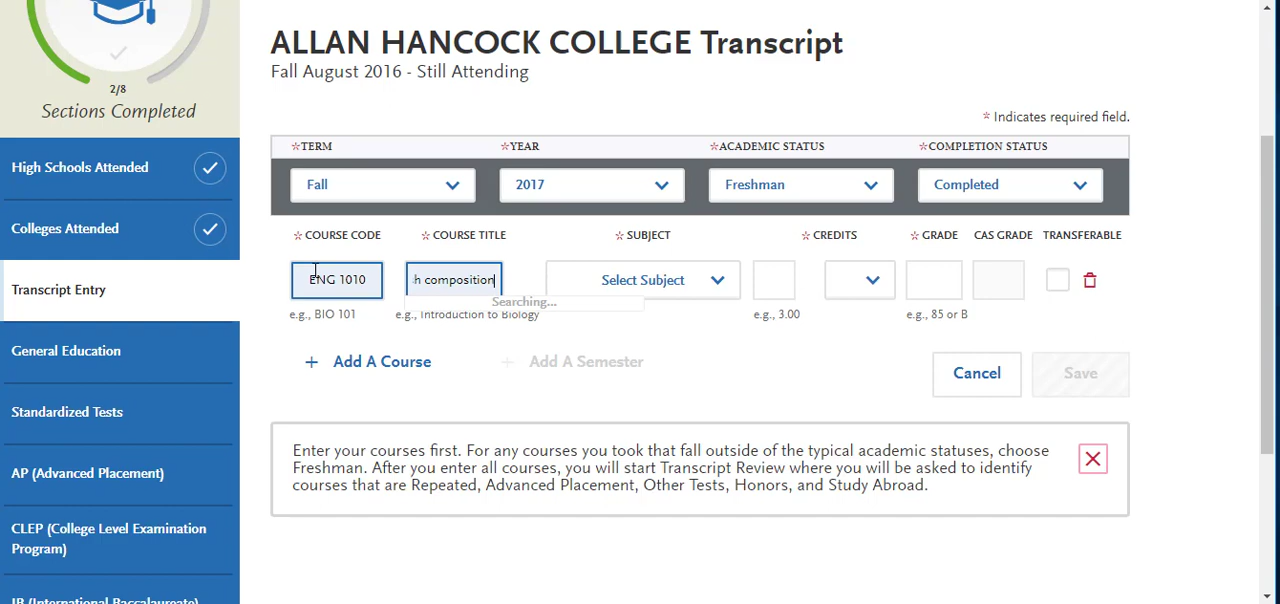 2/8
Sections Completed
High Schools Attended
Colleges Attended
Transcript Entry
General Education
Standardized Tests
AP (Advanced Placement)
CLEP (College Level Examination
Program)
IB (International Baccalaureate)
ALLAN HANCOCK COLLEGE Transcript
Fall August 2016 - Still Attending
* Indicates required field.
*TERM *YEAR *ACADEMIC STATUS *COMPLETION STATUS
Fall 2017 Freshman Completed
* COURSE CODE * COURSE TITLE * SUBJECT * CREDITS * GRADE CAS GRADE TRANSFERABLE
ENG 1010 h composition Select Subject
Searching...
e.g., BIO 101 e.g., Introduction to Biology e.g., 3.00 e.g., 85 or B
+ Add A Course + Add A Semester
Cancel Save
Enter your courses first. For any courses you took that fall outside of the typical academic statuses, choose
Freshman. After you enter all courses, you will start Transcript Review where you will be asked to identify
courses that are Repeated, Advanced Placement, Other Tests, Honors, and Study Abroad.